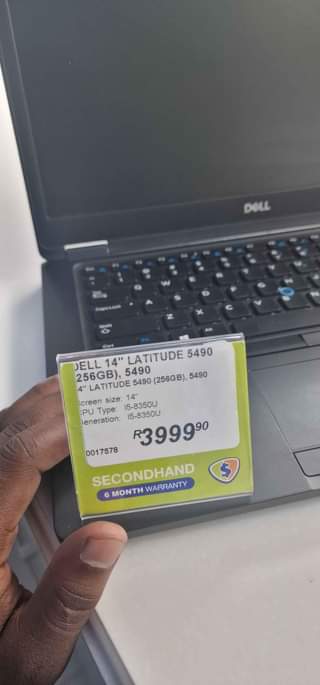 DELL
DELL 14" LATITUDE 5490
(256GB), 5490
4" LATITUDE 5490 (256GB), 5490
creen size: 14"
CPU Type: I5-8350U
eneration: I5-8350U
R3999 90
0017578
SECONDHAND
6 MONTH WARRANTY